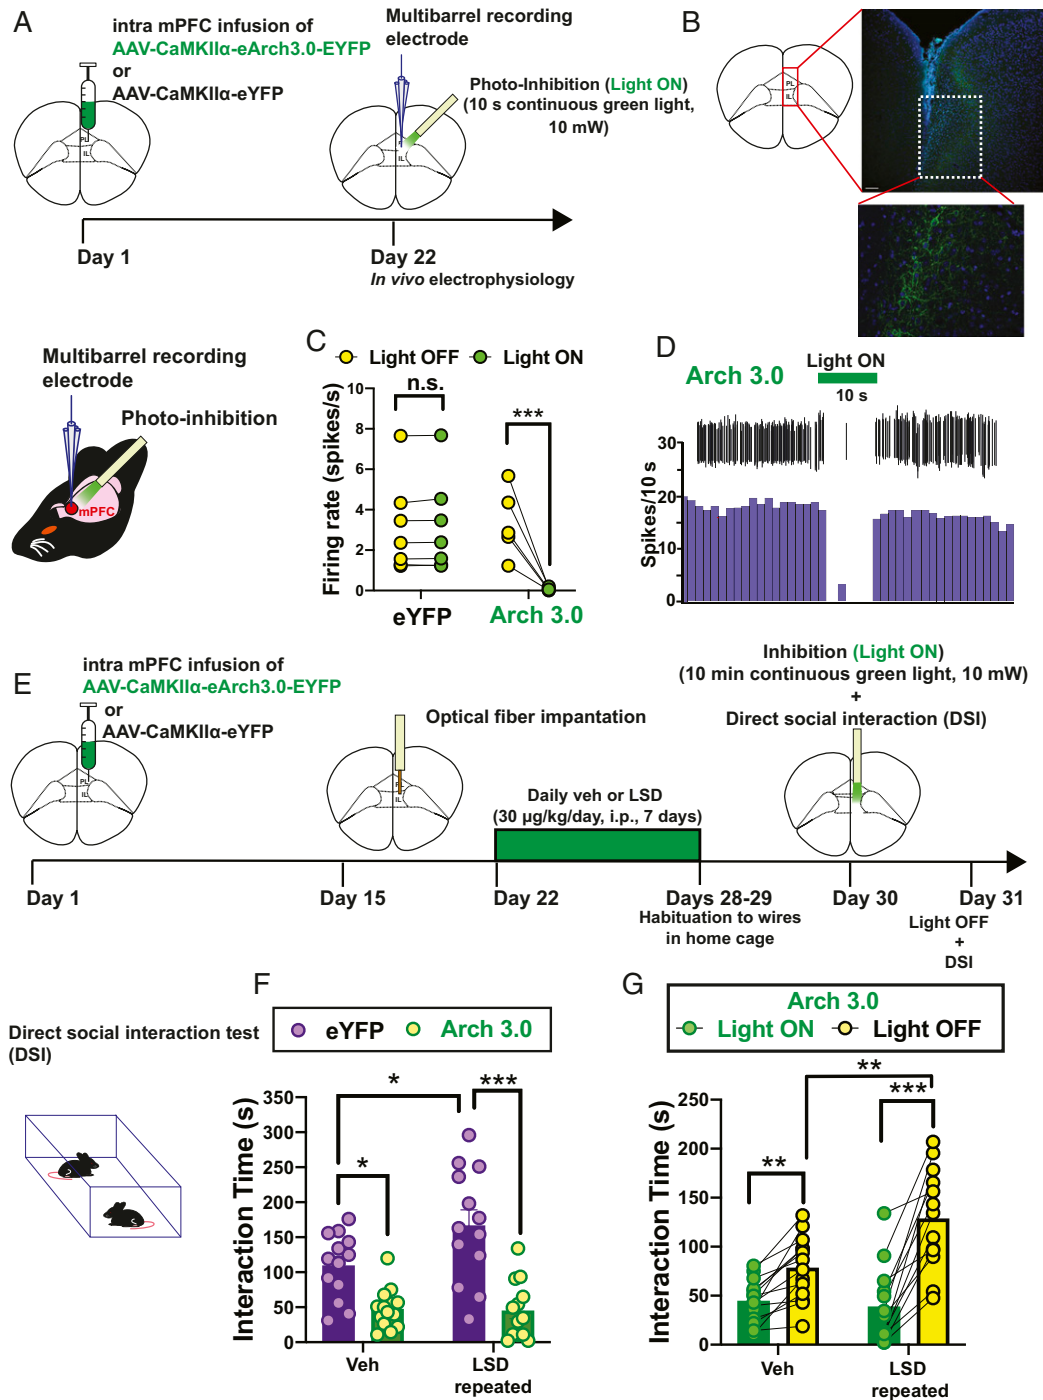 A
intra mPFC infusion of
AAV-CaMKIIα-eArch3.0-EYFP
or
AAV-CaMKIIα-eYFP
PL
IL
Multibarrel recording
electrode
Photo-Inhibition (Light ON)
(10 s continuous green light,
10 mW)
IL
Day 1
Day 22
In vivo electrophysiology
B
PL
IL
Multibarrel recording
electrode
Photo-inhibition
mPFC
C
Light OFF
Light ON
n.s.
***
Firing rate (spikes/s)
10
8
6
4
2
0
eYFP
Arch 3.0
D
Arch 3.0
Light ON
10 s
Spikes/10 s
30
20
10
0
E
intra mPFC infusion of
AAV-CaMKIIα-eArch3.0-EYFP
or
AAV-CaMKIIα-eYFP
PL
IL
Optical fiber implantation
PL
IL
Daily veh or LSD
(30 µg/kg/day, i.p., 7 days)
Inhibition (Light ON)
(10 min continuous green light, 10 mW)
+
Direct social interaction (DSI)
Day 1
Day 15
Day 22
Days 28-29
Habituation to wires
in home cage
Day 30
Day 31
Light OFF
+
DSI
Direct social interaction test
(DSI)
F
eYFP
Arch 3.0
*
***
*
Interaction Time (s)
350
300
250
200
150
100
50
0
Veh
LSD
repeated
G
Arch 3.0
Light ON
Light OFF
**
***
**
Interaction Time (s)
250
200
150
100
50
0
Veh
LSD
repeated